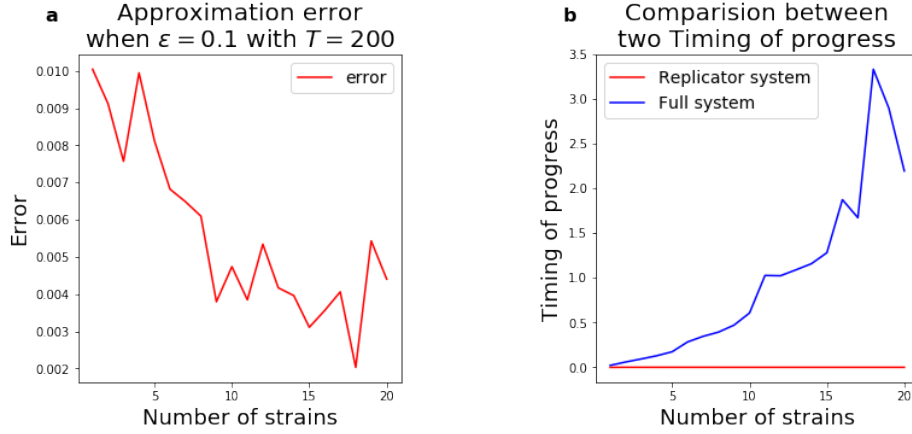 a
Approximation error
when ε = 0.1 with T = 200
error
0.010
0.009
0.008
0.007
0.006
0.005
0.004
0.003
0.002
Error
5
10
15
20
Number of strains
b
Comparision between
two Timing of progress
Replicator system
Full system
3.5
3.0
2.5
2.0
1.5
1.0
0.5
0.0
Timing of progress
5
10
15
20
Number of strains